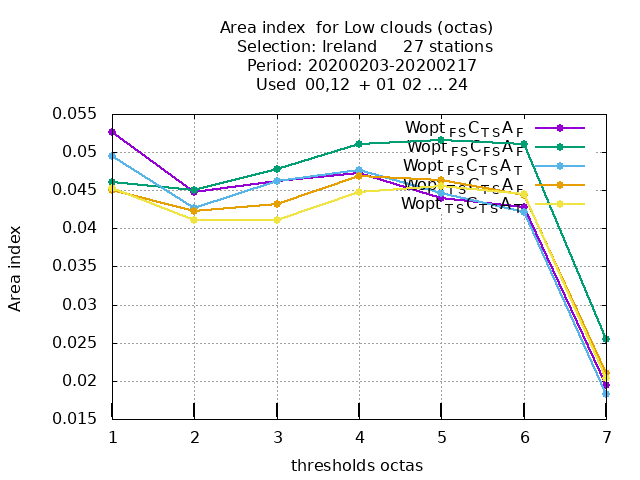 Area index for Low clouds (octas)
Selection: Ireland 27 stations
Period: 20200203-20200217
Used 00,12 + 01 02 ... 24
0.055
0.05
0.045
0.04
0.035
0.03
0.025
0.02
0.015
Area index
Wopt FS C TS A F
Wopt FS C FS A F
Wopt FS C TS A T
Wopt TS C TS A F
Wopt TS C TS A T
1 2 3 4 5 6 7
thresholds octas